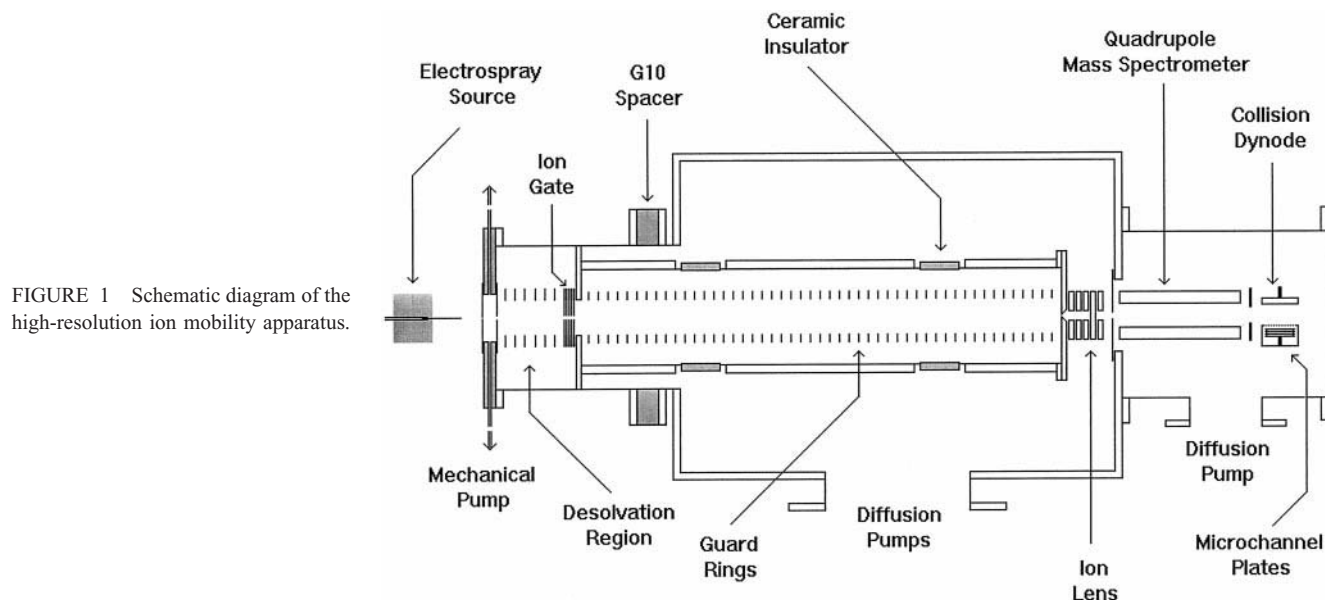 FIGURE 1 Schematic diagram of the
high-resolution ion mobility apparatus.
Electrospray
Source
Ion
Gate
G10
Spacer
Ceramic
Insulator
Quadrupole
Mass Spectrometer
Collision
Dynode
Mechanical
Pump
Desolvation
Region
Guard
Rings
Diffusion
Pumps
Ion
Lens
Diffusion
Pump
Microchannel
Plates